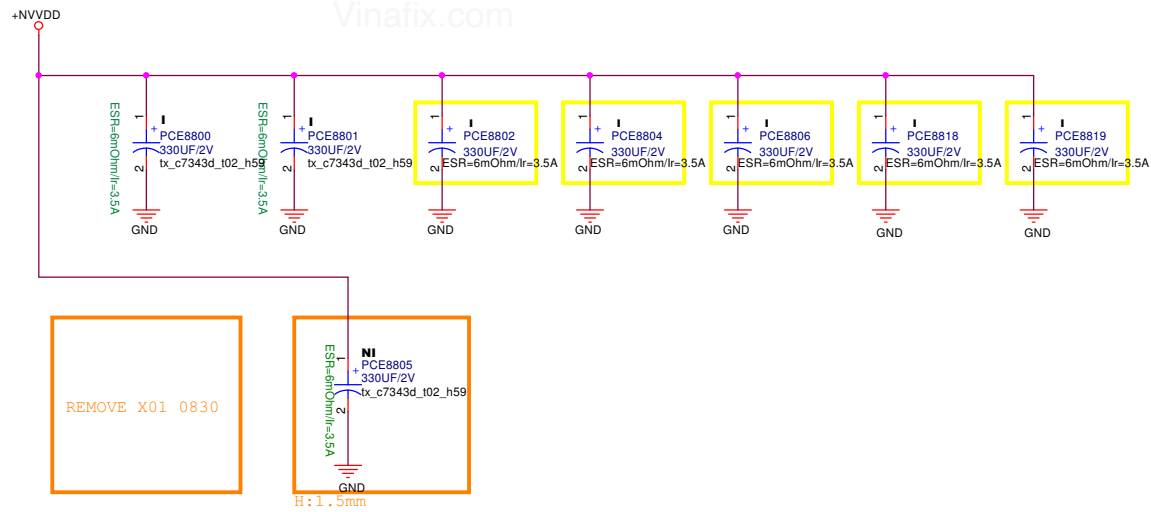 Vinafix.com
+NVVDD
ESR=6mOhm/Ir=3.5A
1
I
+
PCE8800
330UF/2V
tx_c7343d_t02_h59
2
GND
ESR=6mOhm/Ir=3.5A
1
I
+
PCE8801
330UF/2V
tx_c7343d_t02_h59
2
GND
1
I
+
PCE8802
330UF/2V
ESR=6mOhm/Ir=3.5A
2
GND
1
I
+
PCE8804
330UF/2V
ESR=6mOhm/Ir=3.5A
2
GND
1
I
+
PCE8806
330UF/2V
ESR=6mOhm/Ir=3.5A
2
GND
1
I
+
PCE8818
330UF/2V
ESR=6mOhm/Ir=3.5A
2
GND
1
I
+
PCE8819
330UF/2V
ESR=6mOhm/Ir=3.5A
2
GND
REMOVE X01 0830
ESR=6mOhm/Ir=3.5A
1
NI
PCE8805
+
330UF/2V
tx_c7343d_t02_h59
2
GND
H:1.5mm